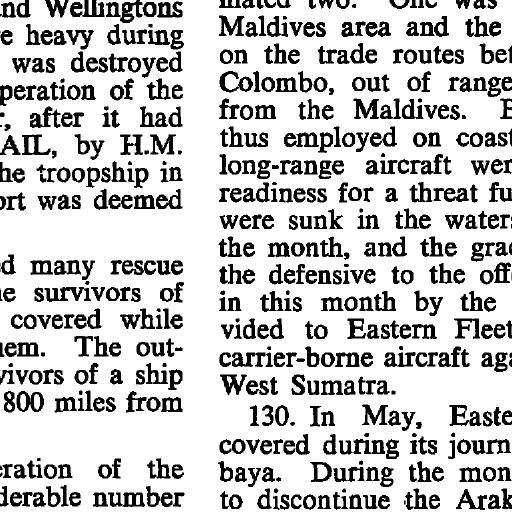 and Wellingtons
heavy during
was destroyed
peration of the
after it had
AIL, by H.M.
he troopship in
ort was deemed
ed many rescue
survivors of
covered while
hem. The out-
vivors of a ship
800 miles from
eration of the
derable number
mated two. One was
Maldives area and the
on the trade routes bet
Colombo, out of range
from the Maldives.
thus employed on coast
long-range aircraft wer
readiness for a threat fu
were sunk in the waters
the month, and the grad
the defensive to the off
in this month by the
vided to Eastern Fleet
carrier-borne aircraft aga
West Sumatra.
130. In May, Easte
covered during its journ
baya. During the mon
to discontinue the Arak